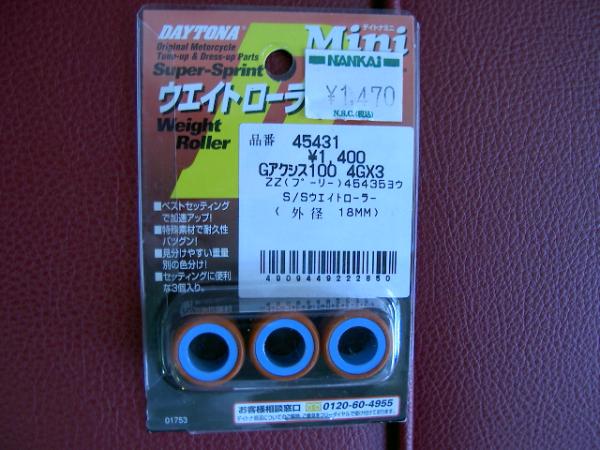 DAYTONA
Original Motorcycle
Tune-up & Dress-up Parts
Mini
デイトナミニ
NANKAI
¥1,470
N.B.C.(税込)
Super-Sprint
ウエイトローラ
Weight
Roller
品番 45431
¥1,400
Gアクシス100 4GX3
ZZ(プーリー)45435ヨウ
S/Sウエイトローラー
( 外径 18MM)
4909449222850
■ベストセッティング
で加速アップ!
■特殊素材で耐久性
バツグン!
■見分けやすい重量
別の色分け!
■セッティングに便利
な3個入り。
お客様相談窓口 0120-60-4955
01753